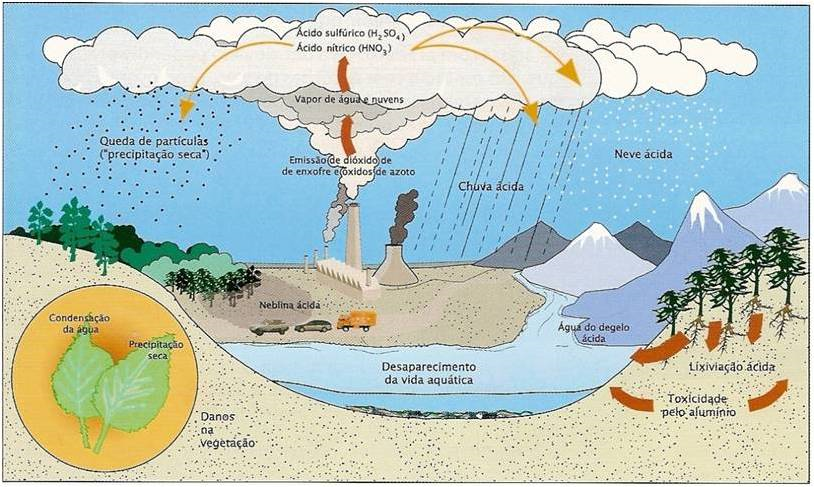 Ácido sulfúrico (H₂SO₄)
Ácido nítrico (HNO₃)
Vapor de água e nuvens
Queda de partículas
("precipitação seca")
Emissão de dióxido de
de enxofre e óxidos de azoto
Chuva ácida
Neve ácida
Neblina ácida
Água do degelo
ácida
Condensação
da água
Precipitação
seca
Desaparecimento
da vida aquática
Lixiviação ácida
Toxicidade
pelo alumínio
Danos
na
vegetação